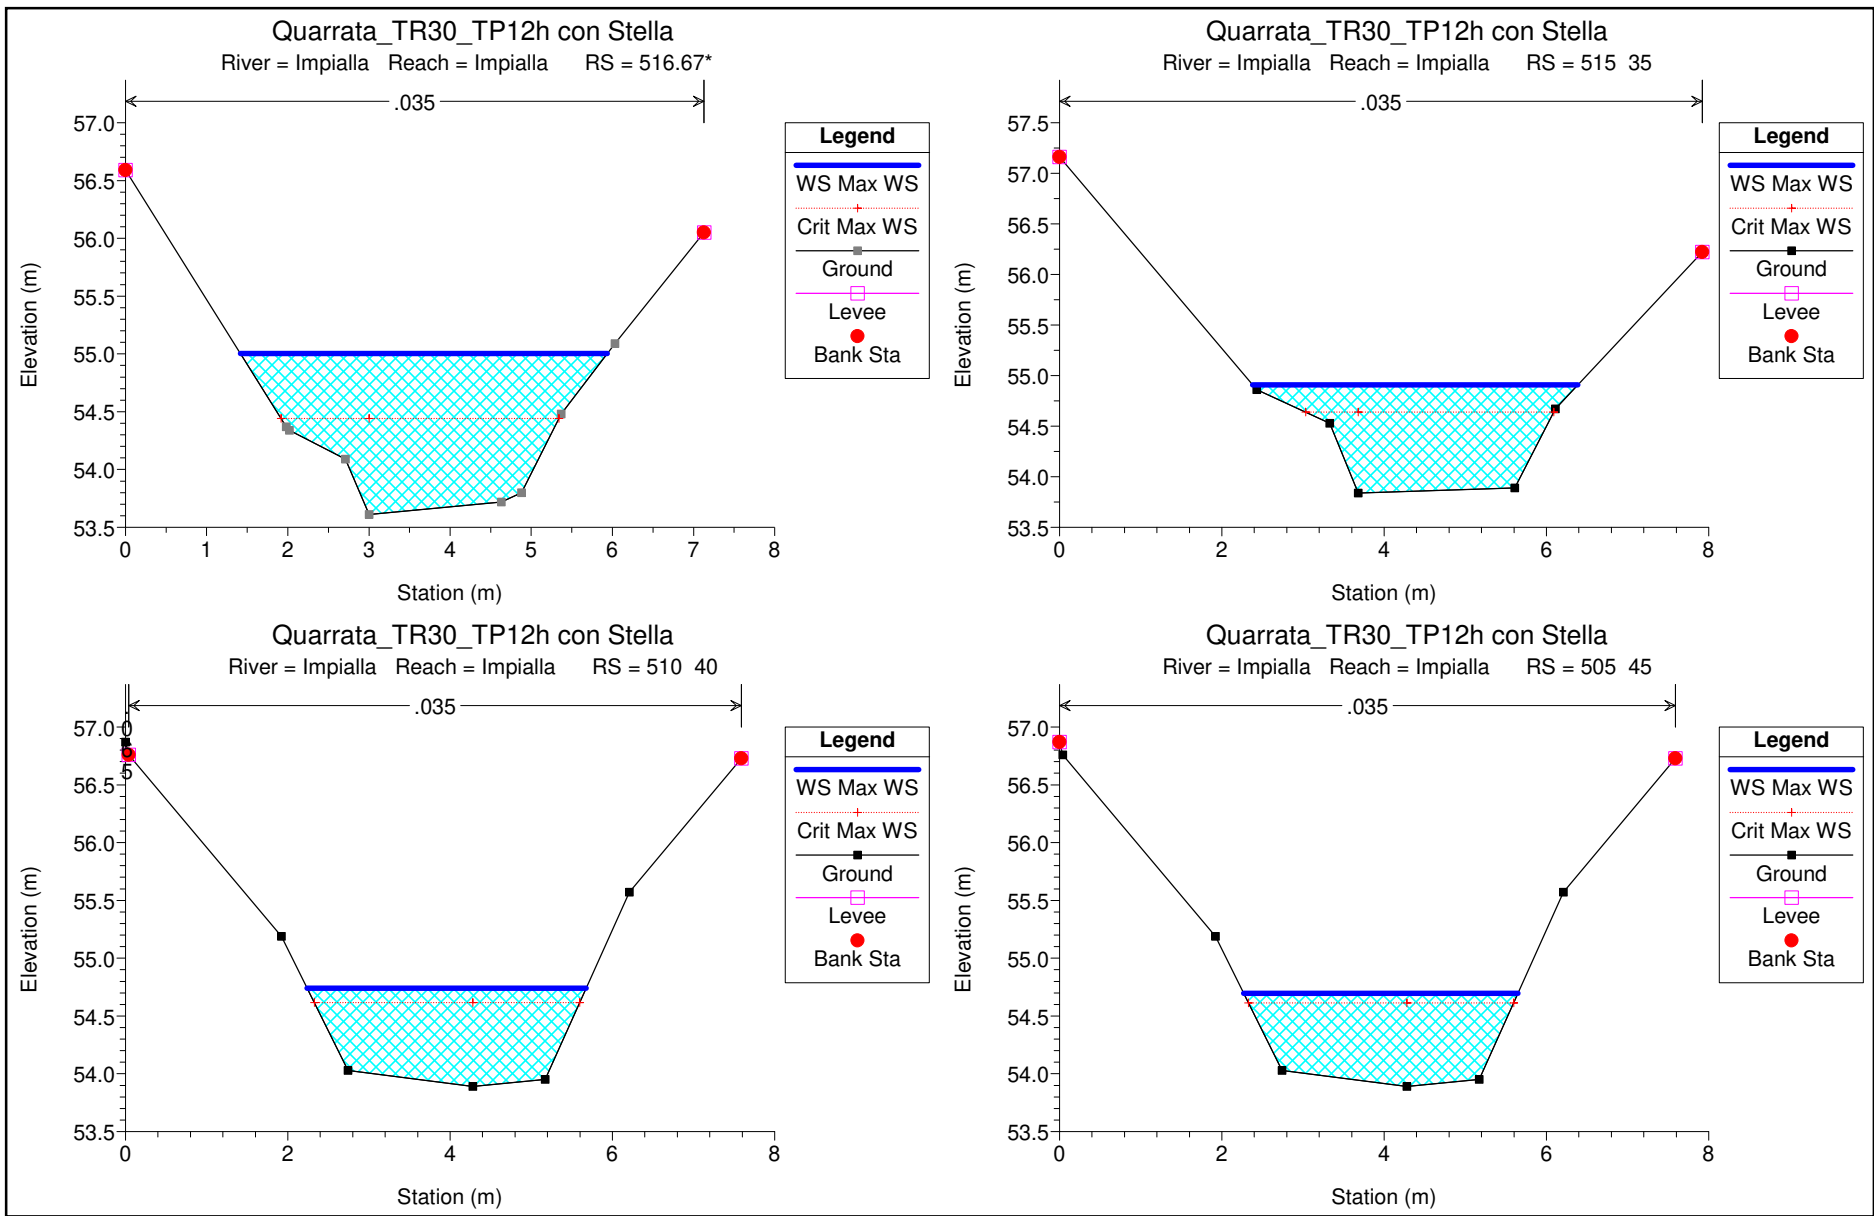 Quarrata_TR30_TP12h con Stella
River = Impialla Reach = Impialla RS = 516.67*
.035
57.0
56.5
56.0
55.5
55.0
54.5
54.0
53.5
0 1 2 3 4 5 6 7 8
Station (m)
Elevation (m)
Legend
WS Max WS
Crit Max WS
Ground
Levee
Bank Sta
Quarrata_TR30_TP12h con Stella
River = Impialla Reach = Impialla RS = 515 35
.035
57.5
57.0
56.5
56.0
55.5
55.0
54.5
54.0
53.5
0 2 4 6 8
Station (m)
Elevation (m)
Legend
WS Max WS
Crit Max WS
Ground
Levee
Bank Sta
Quarrata_TR30_TP12h con Stella
River = Impialla Reach = Impialla RS = 510 40
.035
57.0
56.5
56.0
55.5
55.0
54.5
54.0
53.5
0 2 4 6 8
Station (m)
Elevation (m)
Legend
WS Max WS
Crit Max WS
Ground
Levee
Bank Sta
Quarrata_TR30_TP12h con Stella
River = Impialla Reach = Impialla RS = 505 45
.035
57.0
56.5
56.0
55.5
55.0
54.5
54.0
53.5
0 2 4 6 8
Station (m)
Elevation (m)
Legend
WS Max WS
Crit Max WS
Ground
Levee
Bank Sta